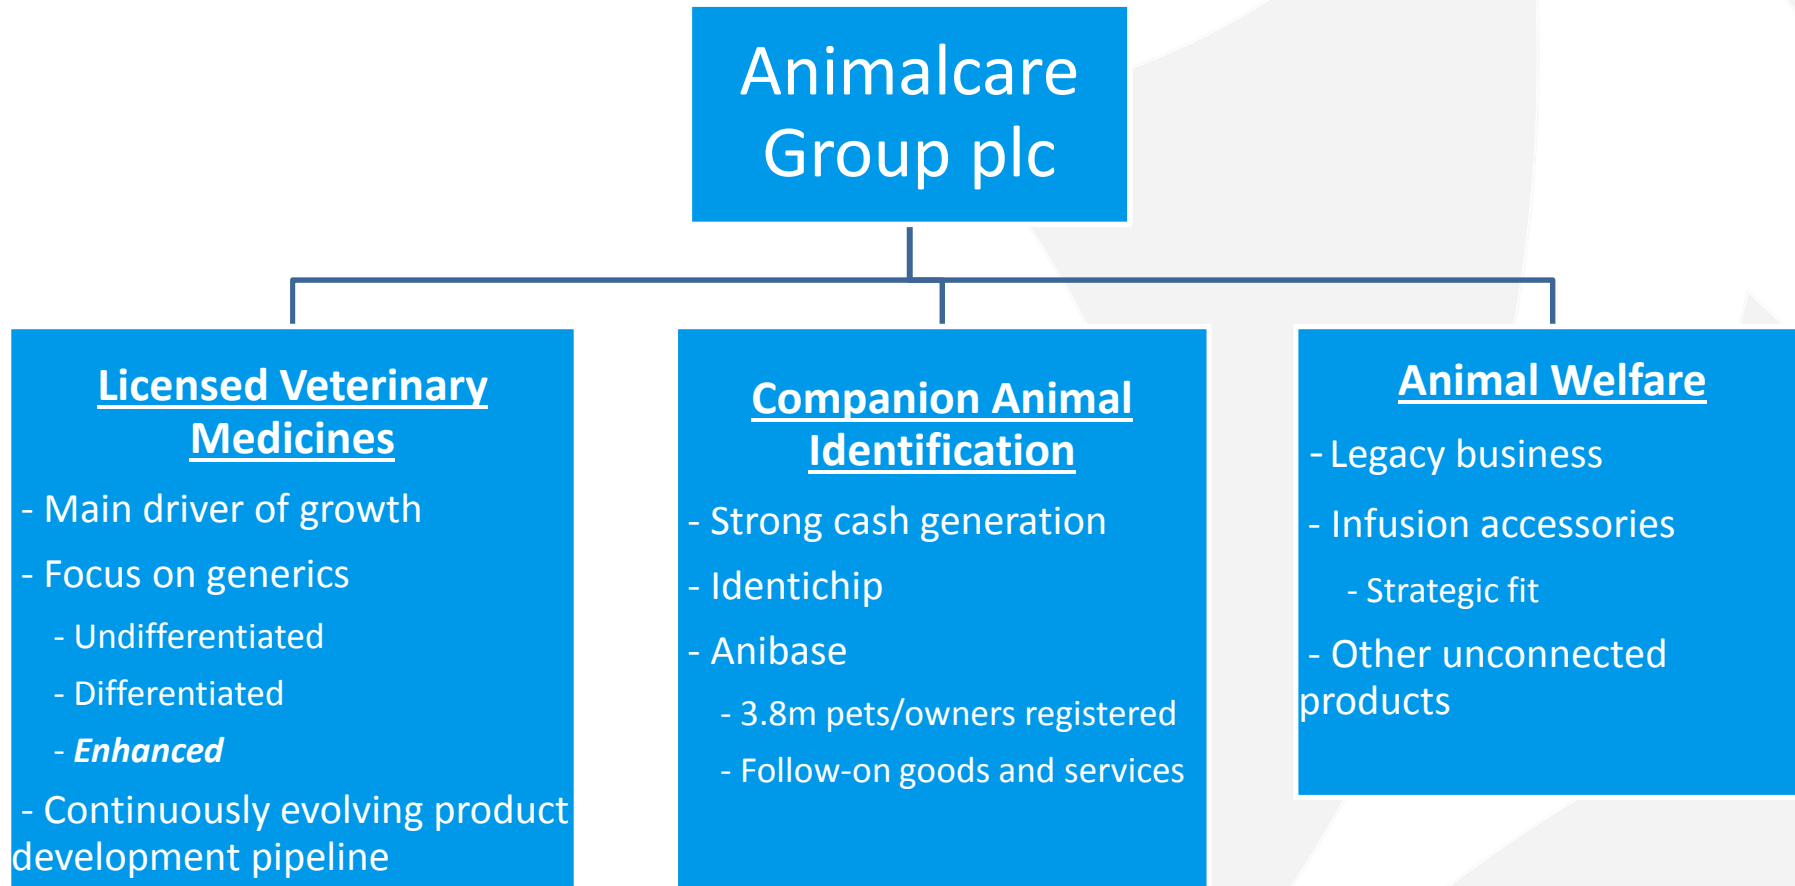 Animalcare
Group plc
Licensed Veterinary
Medicines
- Main driver of growth
- Focus on generics
- Undifferentiated
- Differentiated
- Enhanced
- Continuously evolving product
development pipeline
Companion Animal
Identification
- Strong cash generation
- Identichip
- Anibase
- 3.8m pets/owners registered
- Follow-on goods and services
Animal Welfare
- Legacy business
- Infusion accessories
- Strategic fit
- Other unconnected
products